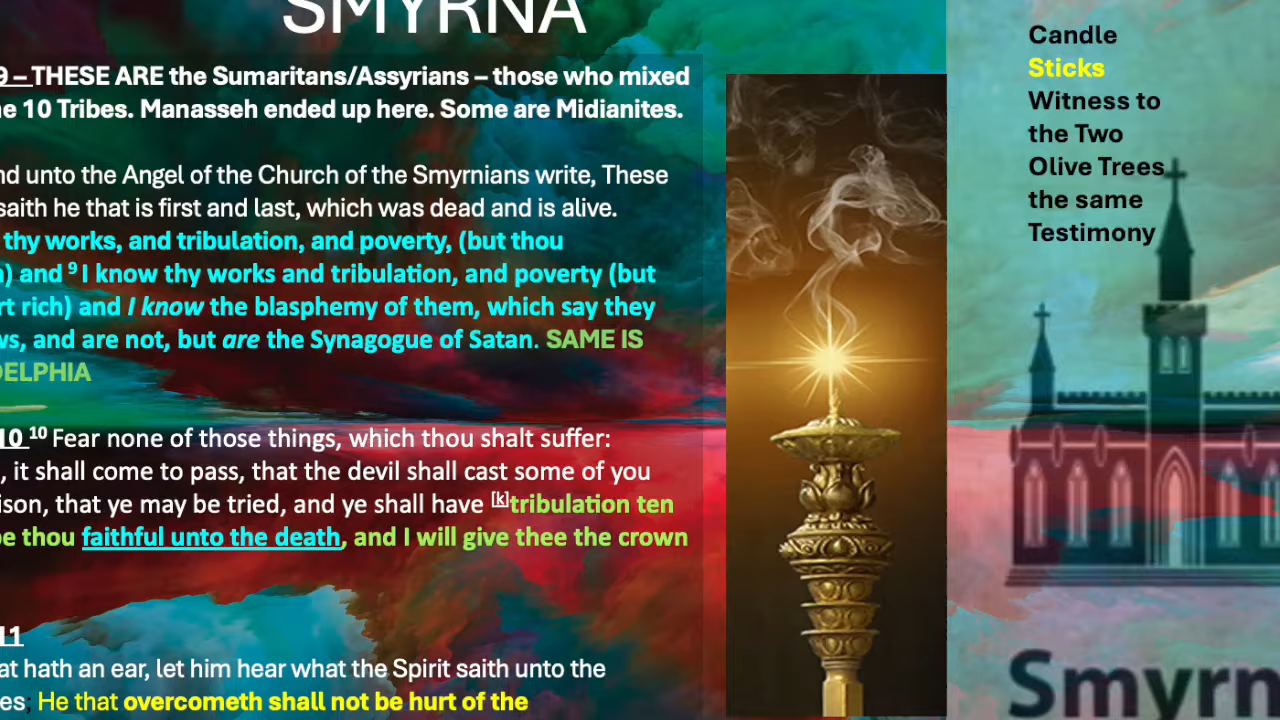 SMYRNA
9 – THESE ARE the Sumaritans/Assyrians – those who mixed
10 Tribes. Manasseh ended up here. Some are Midianites.
unto the Angel of the Church of the Smyrnians write, These
saith he that is first and last, which was dead and is alive.
thy works, and tribulation, and poverty, (but thou
and 9 I know thy works and tribulation, and poverty (but
rich) and I know the blasphemy of them, which say they
and are not, but are the Synagogue of Satan. SAME IS
DELPHIA
10 10 Fear none of those things, which thou shalt suffer:
, it shall come to pass, that the devil shall cast some of you
ison, that ye may be tried, and ye shall have [k]tribulation ten
thou faithful unto the death, and I will give thee the crown
11
hath an ear, let him hear what the Spirit saith unto the
es; He that overcometh shall not be hurt of the
Candle
Sticks
Witness to
the Two
Olive Trees
the same
Testimony
Smyrn